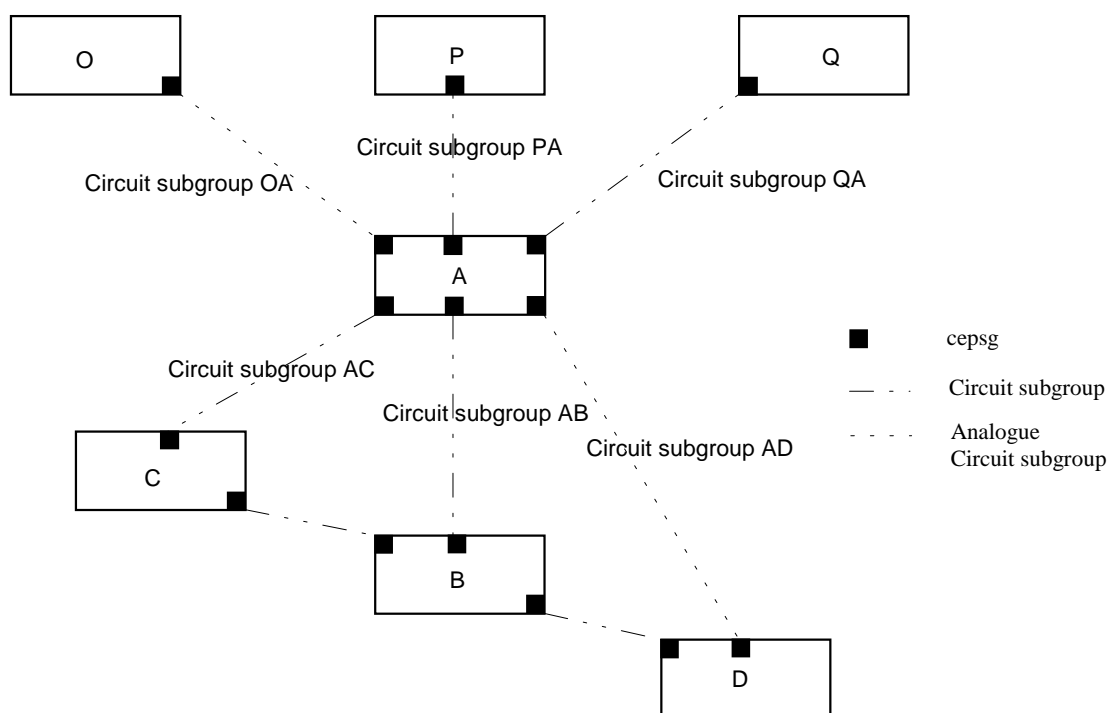 O
P
Q
Circuit subgroup PA
Circuit subgroup OA
Circuit subgroup QA
A
cepsg
Circuit subgroup AC
Circuit subgroup
Circuit subgroup AB
Analogue
Circuit subgroup
Circuit subgroup AD
C
B
D